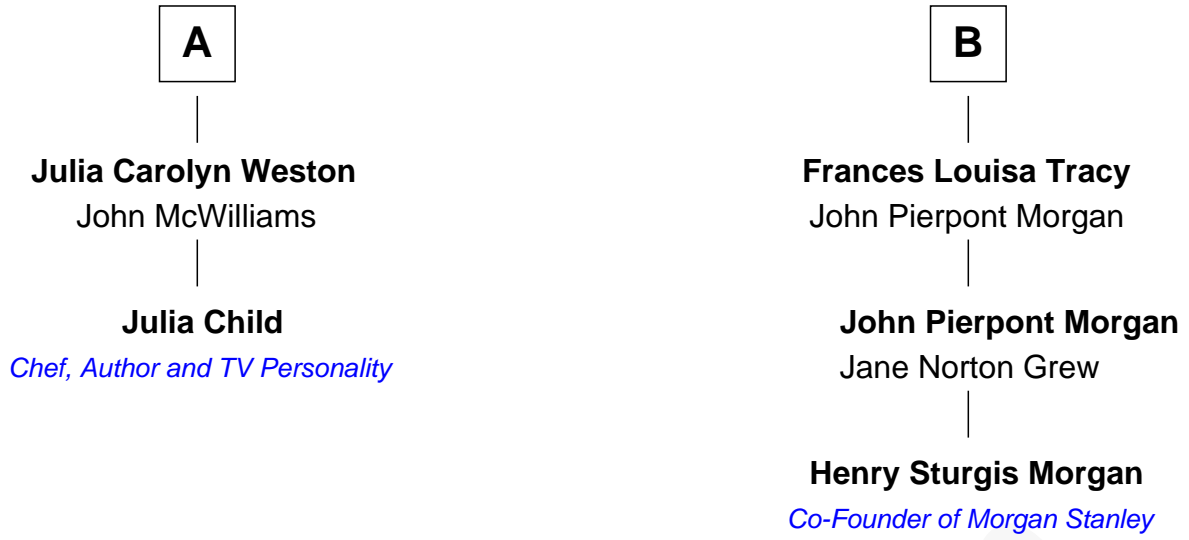 A
Julia Carolyn Weston
John McWilliams
Julia Child
Chef, Author and TV Personality
B
Frances Louisa Tracy
John Pierpont Morgan
John Pierpont Morgan
Jane Norton Grew
Henry Sturgis Morgan
Co-Founder of Morgan Stanley